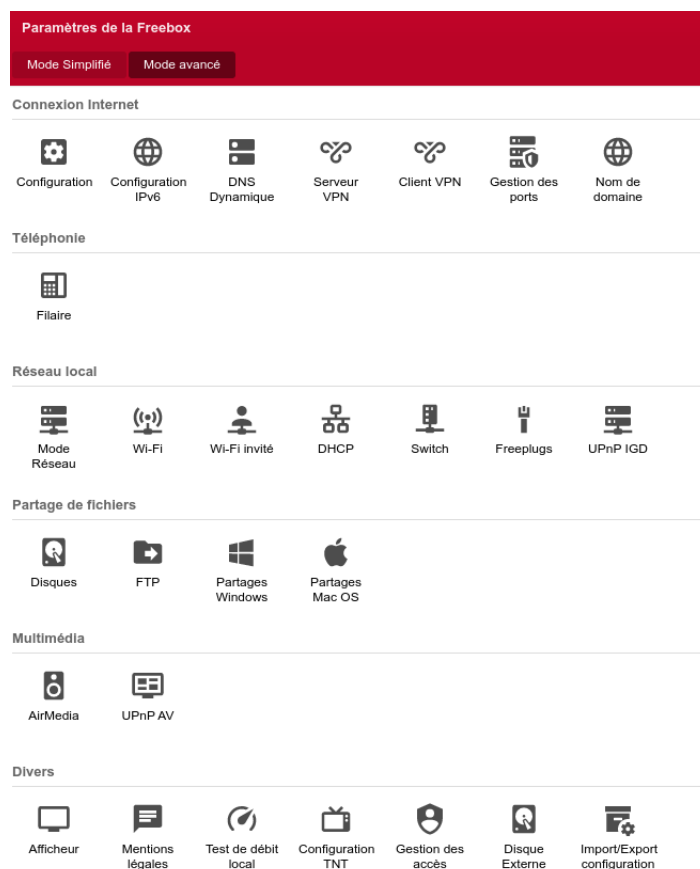 Paramètres de la Freebox
Mode Simplifié Mode avancé
Connexion Internet
Configuration Configuration DNS Serveur Client VPN Gestion des Nom de
IPv6 Dynamique VPN ports domaine
Téléphonie
Filaire
Réseau local
Mode Wi-Fi Wi-Fi invité DHCP Switch Freeplugs UPnP IGD
Réseau
Partage de fichiers
Disques FTP Partages Partages
Windows Mac OS
Multimédia
AirMedia UPnP AV
Divers
Afficheur Mentions Test de débit Configuration Gestion des Disque Import/Export
légales local TNT accès Externe configuration